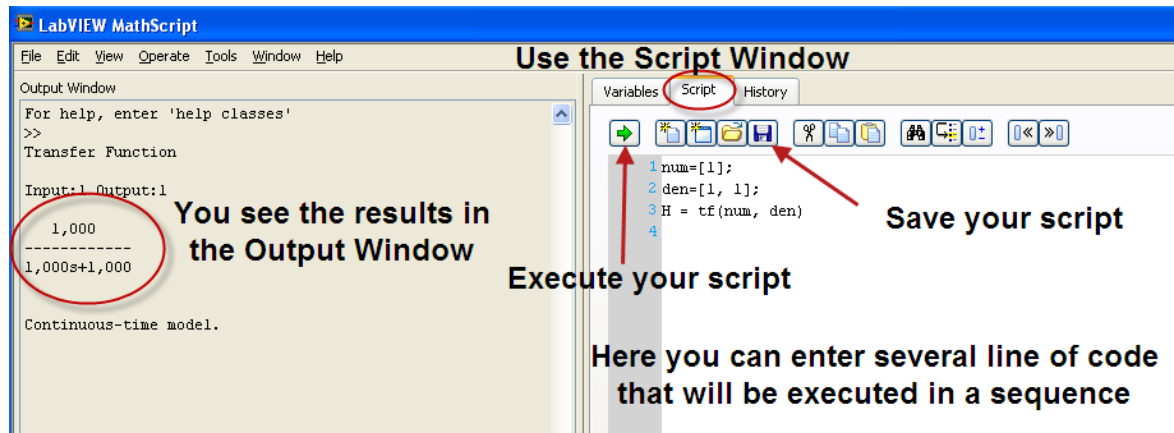 LabVIEW MathScript
File Edit View Operate Tools Window Help
Use the Script Window
Output Window
For help, enter 'help classes'
>>
Transfer Function
Input:1 Output:1
1,000
------------
1,000s+1,000
Continuous-time model.
You see the results in
the Output Window
Variables Script History
1 num=[1];
2 den=[1, 1];
3 H = tf(num, den)
4
Save your script
Execute your script
Here you can enter several line of code
that will be executed in a sequence